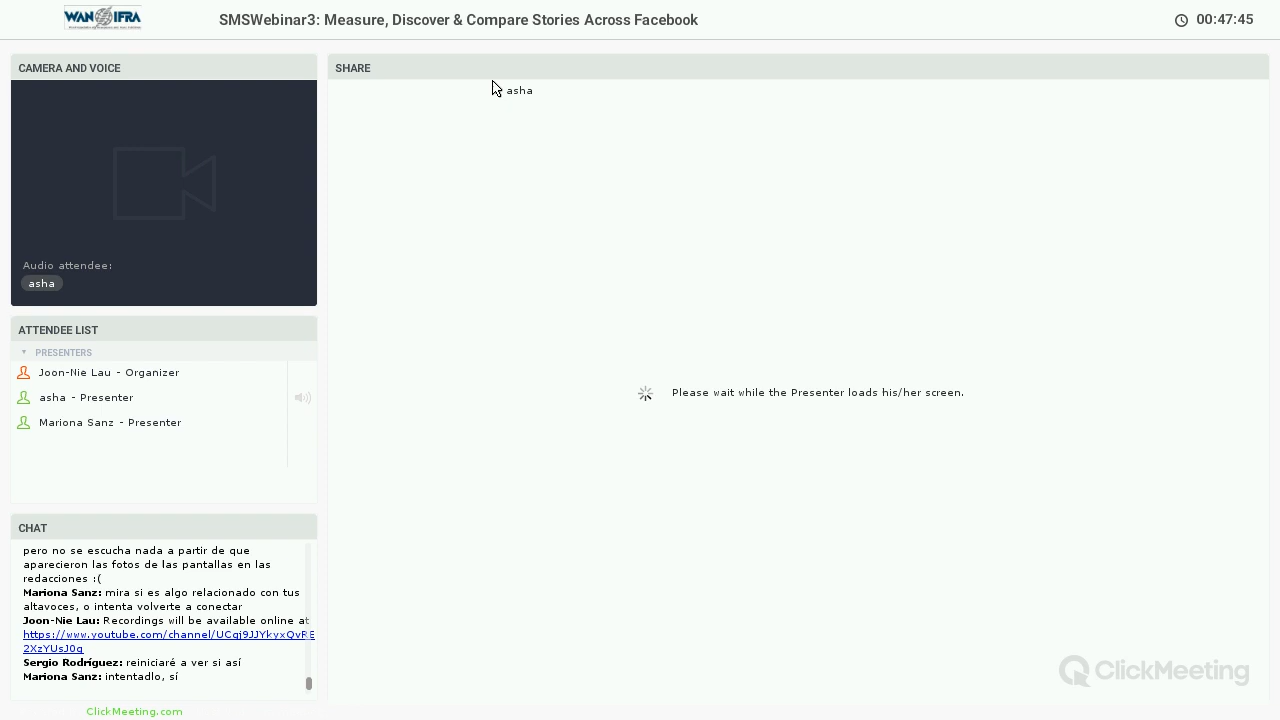 WAN IFRA
SMSWebinar3: Measure, Discover & Compare Stories Across Facebook
00:47:45
CAMERA AND VOICE
Audio attendee:
asha
ATTENDEE LIST
PRESENTERS
Joon-Nie Lau - Organizer
asha - Presenter
Mariona Sanz - Presenter
CHAT
pero no se escucha nada a partir de que
aparecieron las fotos de las pantallas en las
redacciones :(
Mariona Sanz: mira si es algo relacionado con tus
altavoces, o intenta volverte a conectar
Joon-Nie Lau: Recordings will be available online at
https://www.youtube.com/channel/UCqj9JJYkyxQvRE
2XzYUsJ0g
Sergio Rodríguez: reiniciaré a ver si así
Mariona Sanz: intentadlo, sí
ClickMeeting.com
SHARE
asha
Please wait while the Presenter loads his/her screen.
ClickMeeting